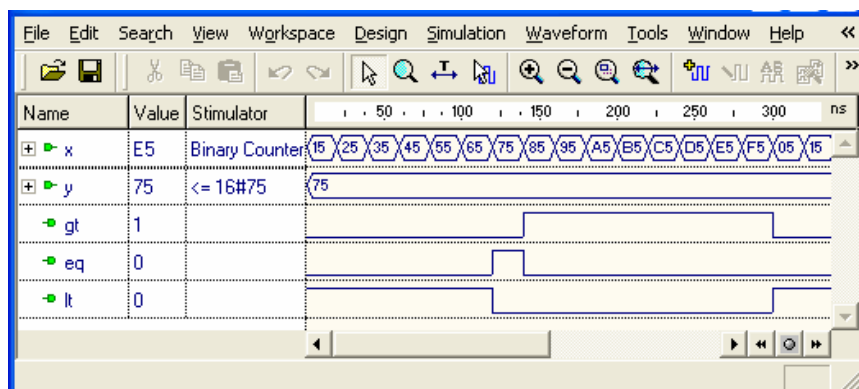 File Edit Search View Workspace Design Simulation Waveform Tools Window Help «
Name Value Stimulator 50 100 150 200 250 300 ns
x E5 Binary Counter 15 25 35 45 55 65 75 85 95 A5 B5 C5 D5 E5 F5 05 15
y 75 <= 16#75 75
gt 1
eq 0
lt 0